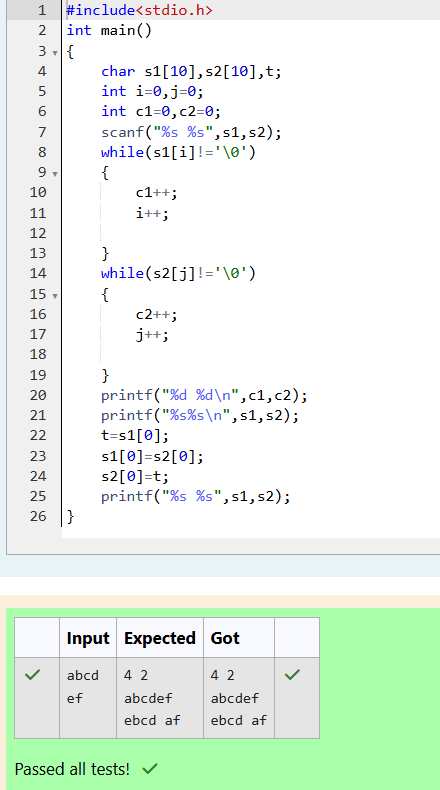 1 #include<stdio.h>
2 int main()
3 {
4     char s1[10],s2[10],t;
5     int i=0,j=0;
6     int c1=0,c2=0;
7     scanf("%s %s",s1,s2);
8     while(s1[i]!='\0')
9     {
10         c1++;
11         i++;
12
13     }
14     while(s2[j]!='\0')
15     {
16         c2++;
17         j++;
18
19     }
20     printf("%d %d\n",c1,c2);
21     printf("%s%s\n",s1,s2);
22     t=s1[0];
23     s1[0]=s2[0];
24     s2[0]=t;
25     printf("%s %s",s1,s2);
26 }
Input Expected Got
abcd 4 2 4 2
ef abcdef abcdef
ebcd af ebcd af
Passed all tests!